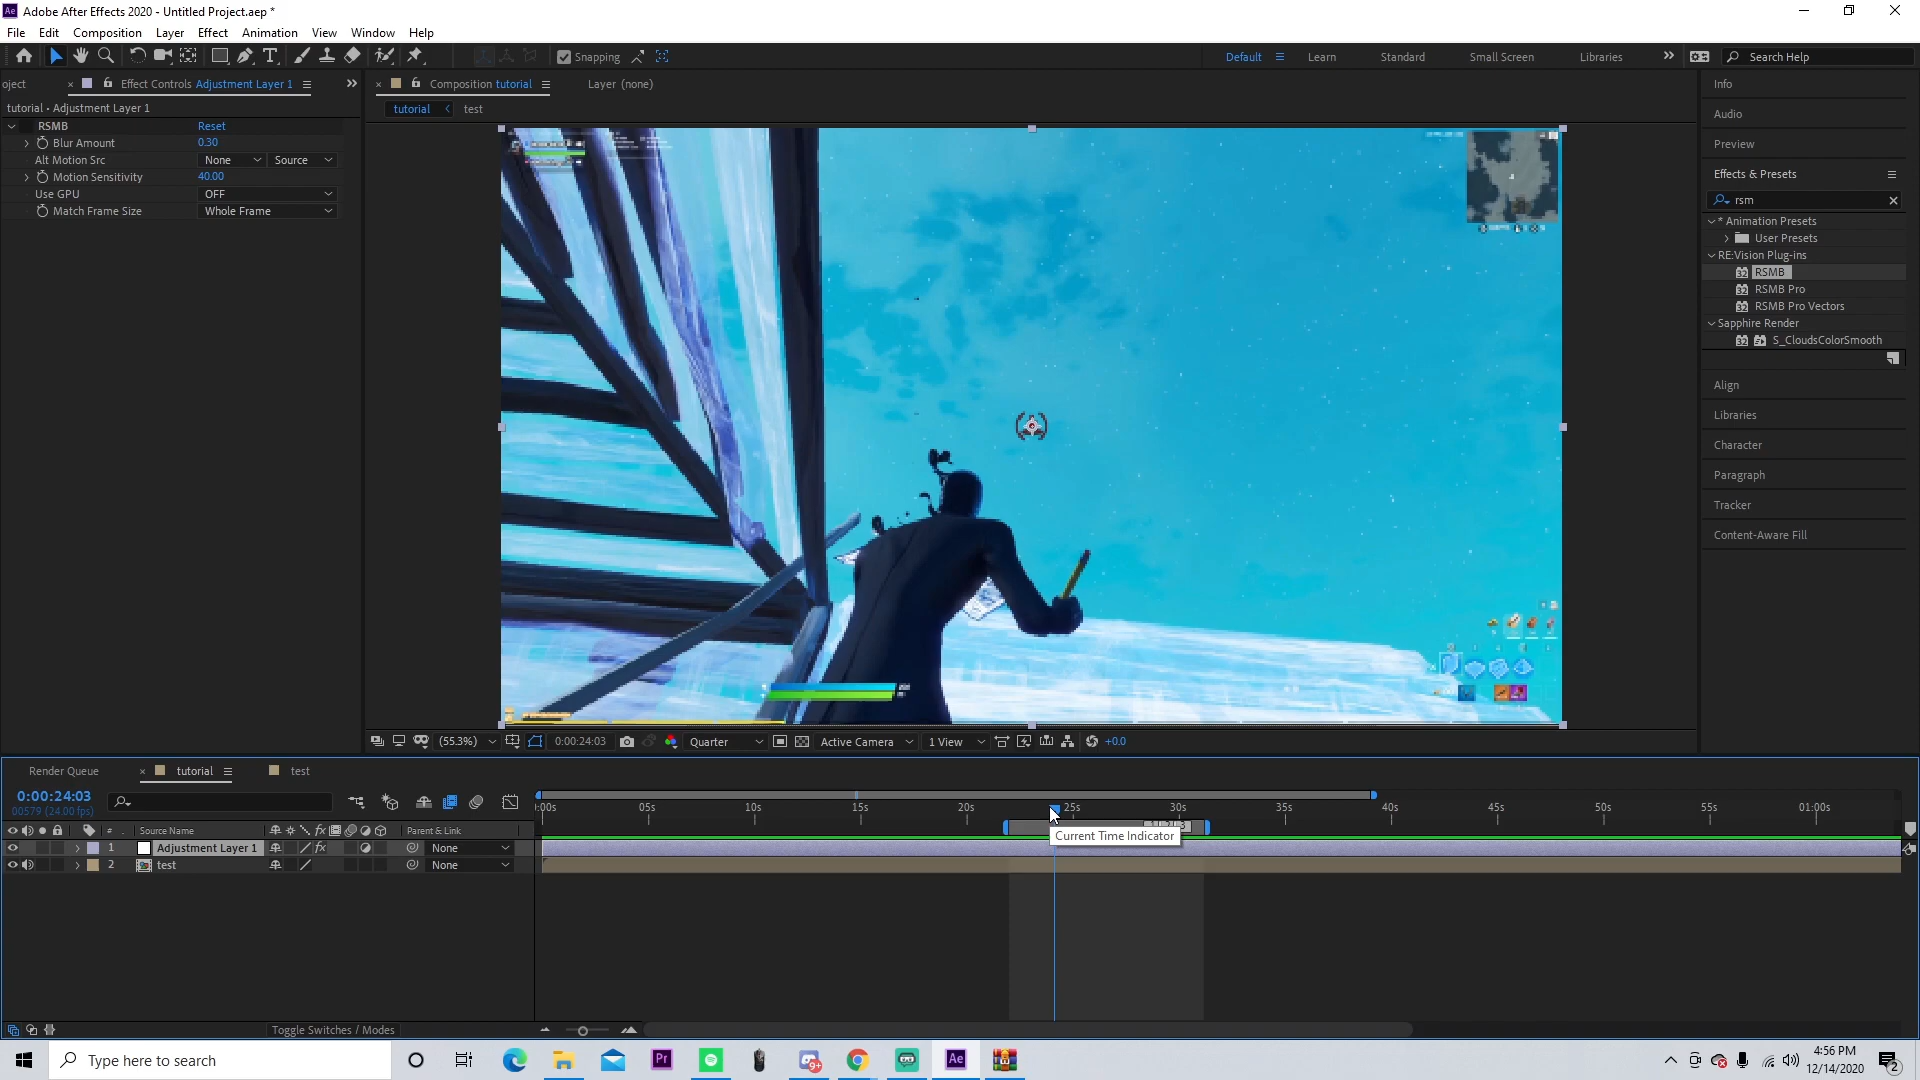 Adobe After Effects 2020 - Untitled Project.aep *
File Edit Composition Layer Effect Animation View Window Help
Snapping
Default Learn Standard Small Screen Libraries Search Help
oject Effect Controls Adjustment Layer 1
Composition tutorial Layer (none)
tutorial • Adjustment Layer 1
tutorial test
RSMB Reset
Blur Amount 0.30
Alt Motion Src None Source
Motion Sensitivity 40.00
Use GPU OFF
Match Frame Size Whole Frame
Info
Audio
Preview
Effects & Presets
rsm
* Animation Presets
User Presets
RE:Vision Plug-ins
RSMB
RSMB Pro
RSMB Pro Vectors
Sapphire Render
S_CloudsColorSmooth
Align
Libraries
Character
Paragraph
Tracker
Content-Aware Fill
(55.3%) 0:00:24:03 Quarter Active Camera 1 View +0.0
Render Queue tutorial test
0:00:24:03
00579 (24.00 fps)
:00s 05s 10s 15s 20s 25s 30s 35s 40s 45s 50s 55s 01:00s
# Source Name Parent & Link
Current Time Indicator
1 Adjustment Layer 1 None
2 test None
Toggle Switches / Modes
Type here to search
4:56 PM
12/14/2020